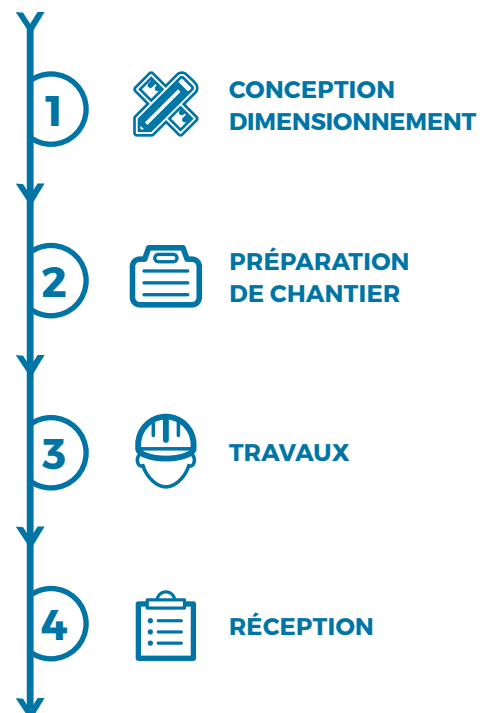 1
CONCEPTION
DIMENSIONNEMENT
2
PRÉPARATION
DE CHANTIER
3
TRAVAUX
4
RÉCEPTION